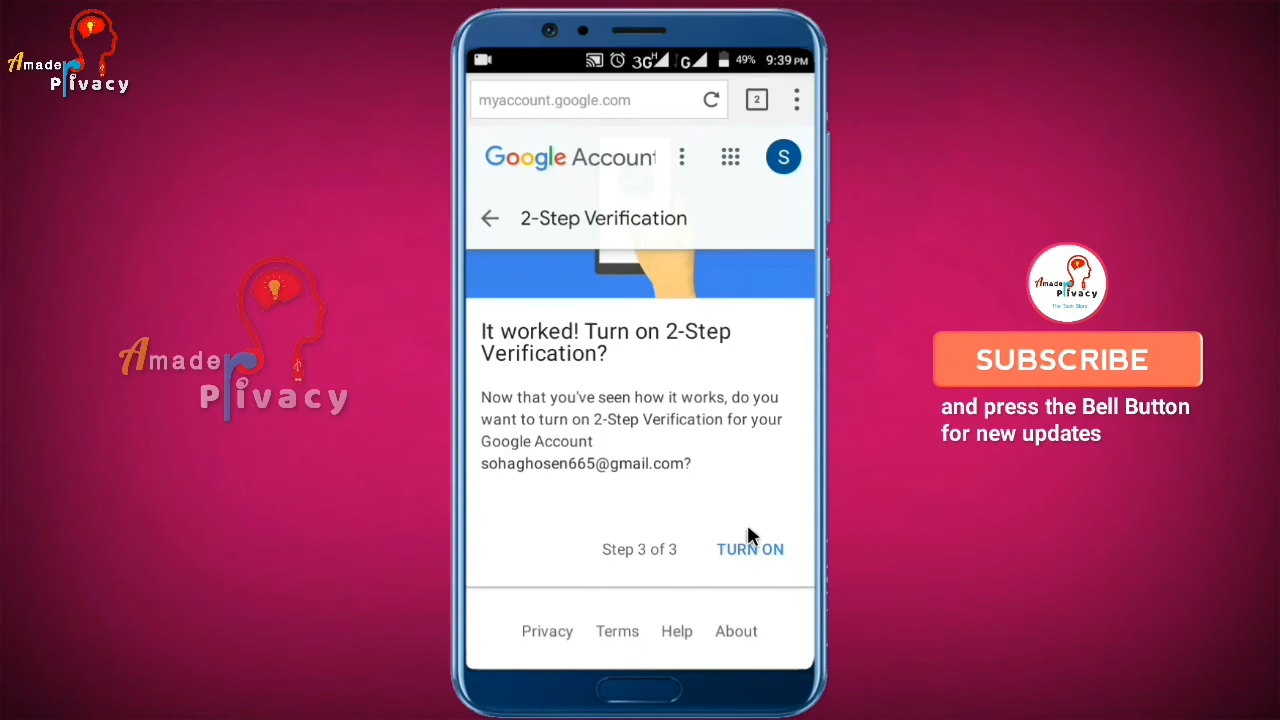 Amader
Privacy
3G H G 49% 9:39 PM
myaccount.google.com
2
Google Account
S
2-Step Verification
It worked! Turn on 2-Step
Verification?
Now that you've seen how it works, do you
want to turn on 2-Step Verification for your
Google Account
sohaghosen665@gmail.com?
Step 3 of 3 TURN ON
Privacy Terms Help About
Amader
Privacy
Amader
Privacy
SUBSCRIBE
and press the Bell Button
for new updates